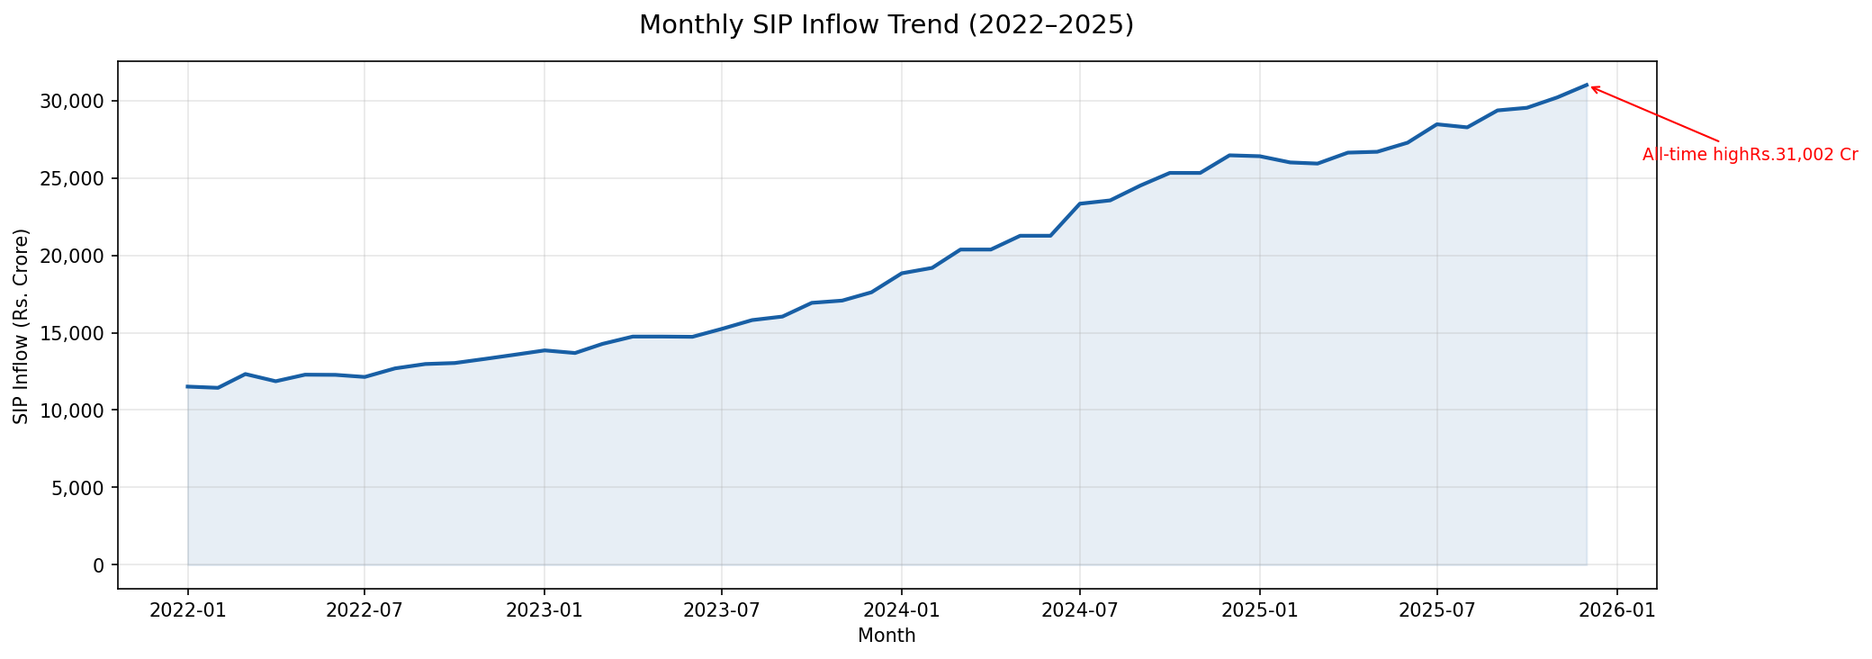 Monthly SIP Inflow Trend (2022–2025)
SIP Inflow (Rs. Crore)
30,000
25,000
20,000
15,000
10,000
5,000
0
All-time highRs.31,002 Cr
2022-01 2022-07 2023-01 2023-07 2024-01 2024-07 2025-01 2025-07 2026-01
Month